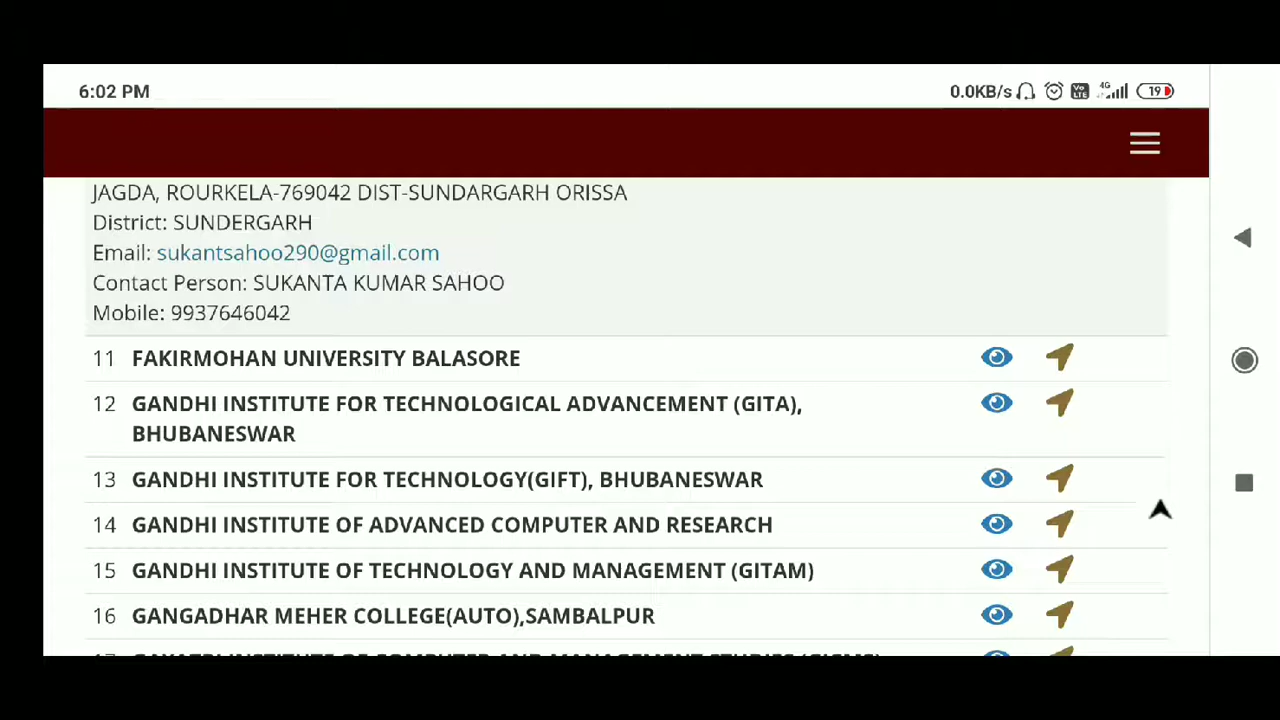 6:02 PM
0.0KB/s
4G
Vo
LTE
19
JAGDA, ROURKELA-769042 DIST-SUNDARGARH ORISSA
District: SUNDERGARH
Email: sukantsahoo290@gmail.com
Contact Person: SUKANTA KUMAR SAHOO
Mobile: 9937646042
11 FAKIRMOHAN UNIVERSITY BALASORE
12 GANDHI INSTITUTE FOR TECHNOLOGICAL ADVANCEMENT (GITA),
BHUBANESWAR
13 GANDHI INSTITUTE FOR TECHNOLOGY(GIFT), BHUBANESWAR
14 GANDHI INSTITUTE OF ADVANCED COMPUTER AND RESEARCH
15 GANDHI INSTITUTE OF TECHNOLOGY AND MANAGEMENT (GITAM)
16 GANGADHAR MEHER COLLEGE(AUTO),SAMBALPUR